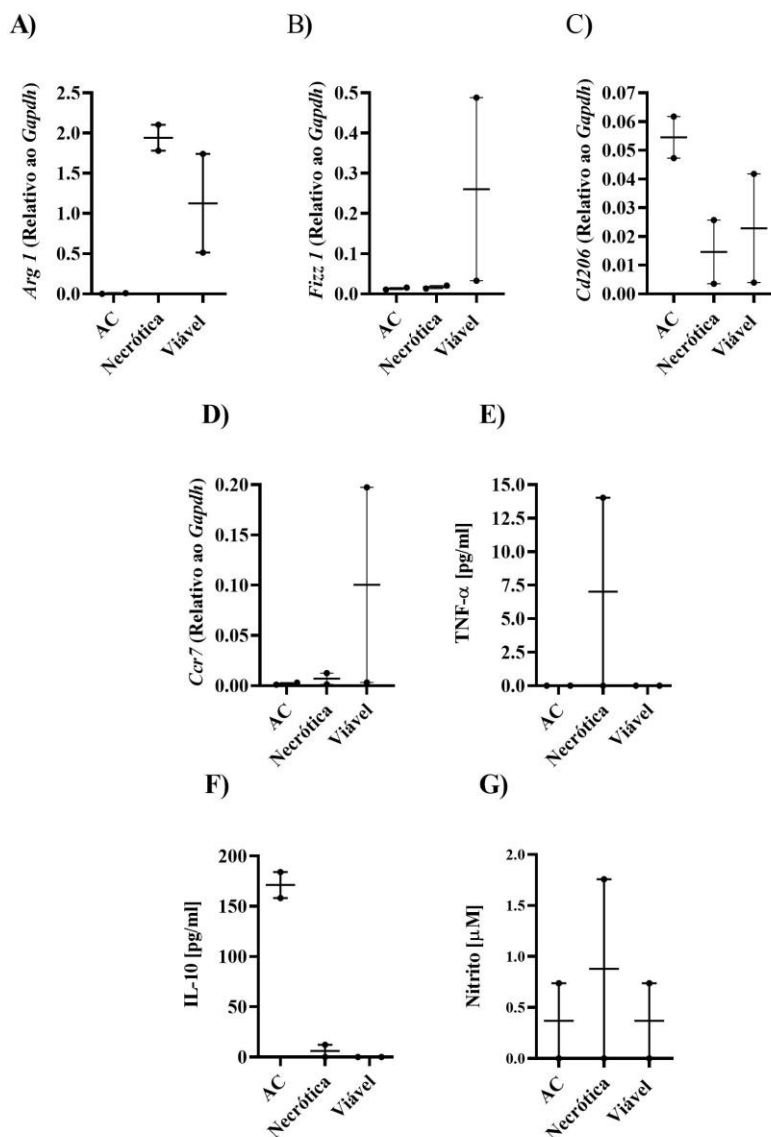 A)
B)
C)
Arg 1 (Relativo ao Gapdh)
2.5
2.0
1.5
1.0
0.5
0.0
AC
Necrótica
Viável
Fizz 1 (Relativo ao Gapdh)
0.5
0.4
0.3
0.2
0.1
0.0
AC
Necrótica
Viável
Cd206 (Relativo ao Gapdh)
0.07
0.06
0.05
0.04
0.03
0.02
0.01
0.00
AC
Necrótica
Viável
D)
E)
Ccr7 (Relativo ao Gapdh)
0.20
0.15
0.10
0.05
0.00
AC
Necrótica
Viável
TNF-α [pg/ml]
15.0
12.5
10.0
7.5
5.0
2.5
0.0
AC
Necrótica
Viável
F)
G)
IL-10 [pg/ml]
200
150
100
50
0
AC
Necrótica
Viável
Nitrito [µM]
2.0
1.5
1.0
0.5
0.0
AC
Necrótica
Viável